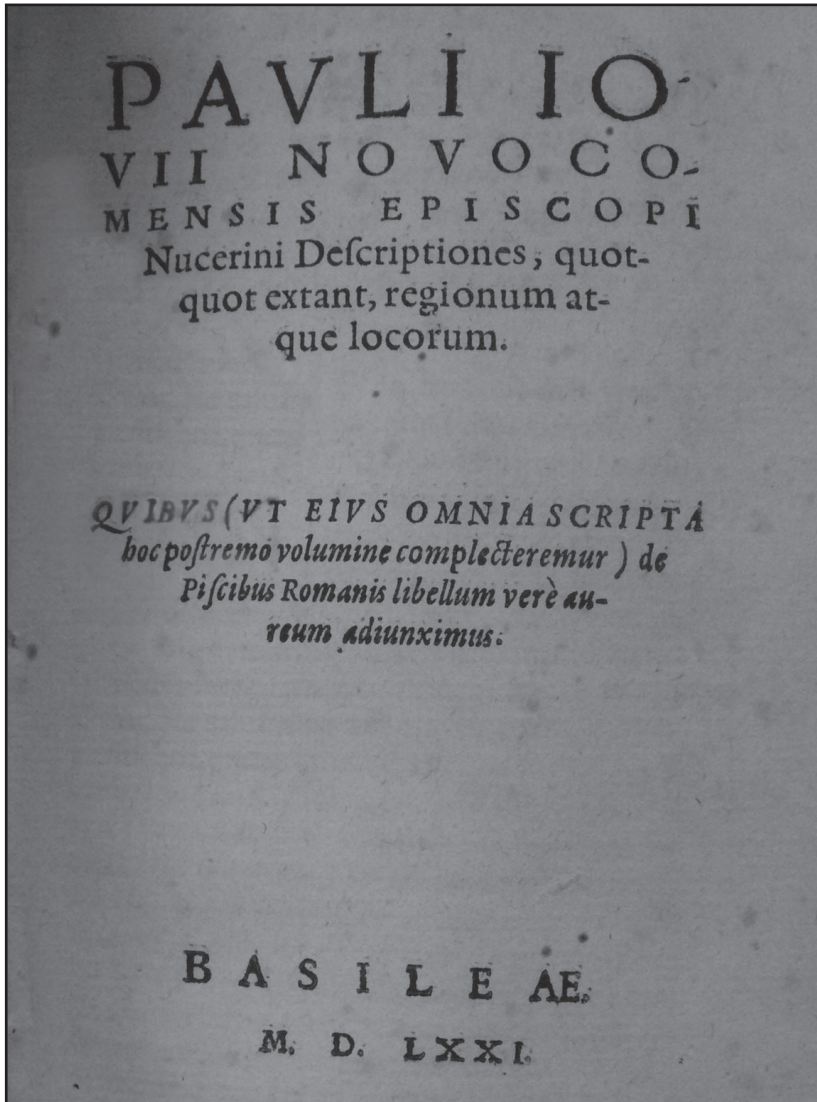 PAVLI IO-
VII NOVOCO-
MENSIS EPISCOPI
Nucerini Deſcriptiones, quot-
quot extant, regionum at-
que locorum.
QVIBVS (VT EIVS OMNIA SCRIPTA
hoc poſtremo volumine complecteremur) de
Piſcibus Romanis libellum verè au-
reum adiunximus.
BASILEAE.
M. D. LXXI.